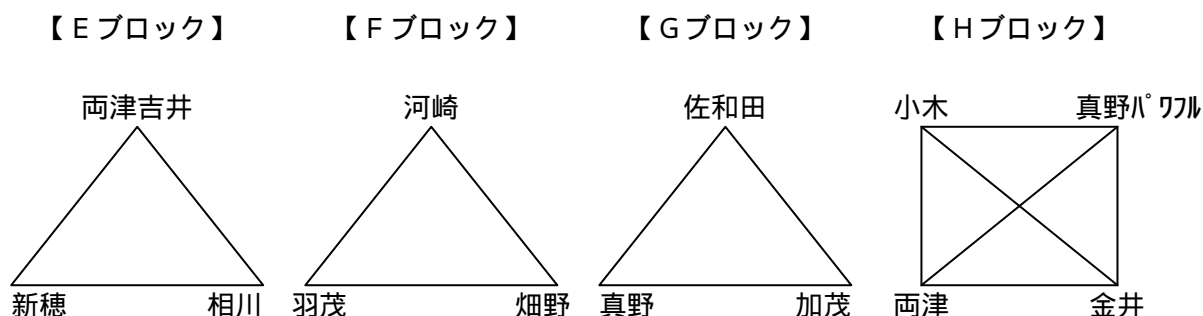 【Eブロック】 【Fブロック】 【Gブロック】 【Hブロック】
両津吉井 河崎 佐和田 小木 真野ﾊﾟﾜﾌﾙ
新穂 相川 羽茂 畑野 真野 加茂 両津 金井